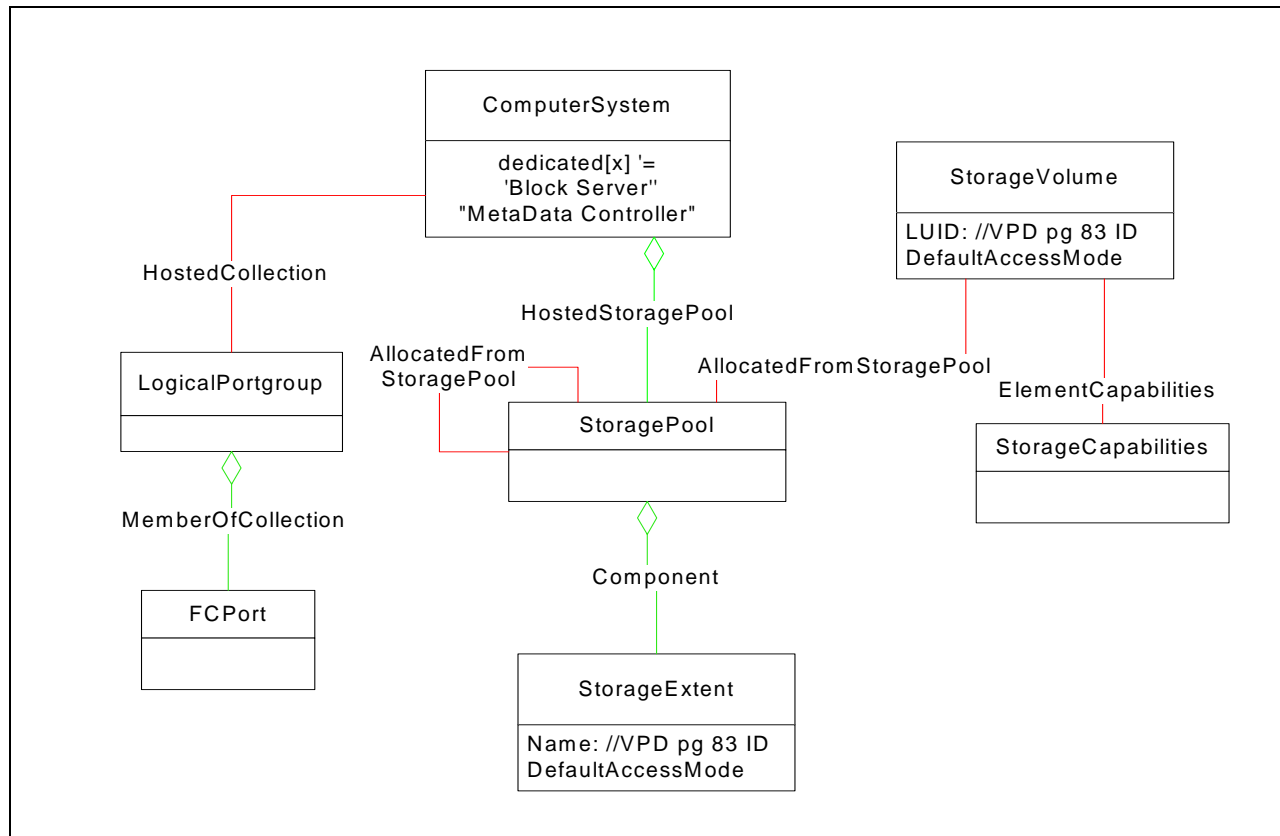 ComputerSystem
dedicated[x] '=
'Block Server''
"MetaData Controller"
StorageVolume
LUID: //VPD pg 83 ID
DefaultAccessMode
HostedCollection
HostedStoragePool
AllocatedFrom
StoragePool
AllocatedFromStoragePool
LogicalPortgroup
ElementCapabilities
StoragePool
StorageCapabilities
MemberOfCollection
Component
FCPort
StorageExtent
Name: //VPD pg 83 ID
DefaultAccessMode